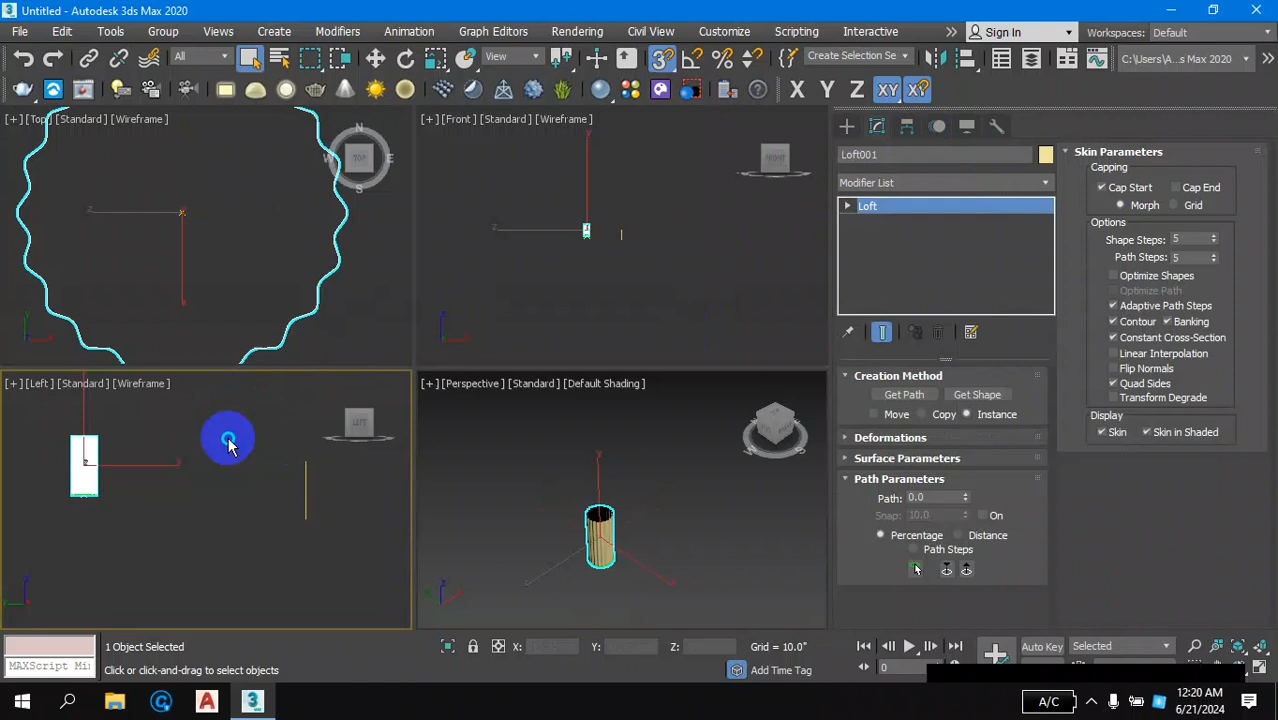 Untitled - Autodesk 3ds Max 2020
File Edit Tools Group Views Create Modifiers Animation Graph Editors Rendering Civil View Customize Scripting Interactive Sign In Workspaces: Default
All View Create Selection Se C:\Users\A...s Max 2020
X Y Z XY XY
[+] [Top] [Standard] [Wireframe]
[+] [Front] [Standard] [Wireframe]
N
W TOP E
S
FRONT
Loft001
Modifier List
Loft
Skin Parameters
Capping
Cap Start Cap End
Morph Grid
Options
Shape Steps: 5
Path Steps: 5
Optimize Shapes
Optimize Path
Adaptive Path Steps
Contour Banking
Constant Cross-Section
Linear Interpolation
Flip Normals
Quad Sides
Transform Degrade
Display
Skin Skin in Shaded
Creation Method
Get Path Get Shape
Move Copy Instance
Deformations
Surface Parameters
Path Parameters
Path: 0.0
Snap: 10.0 On
Percentage Distance
Path Steps
[+] [Left] [Standard] [Wireframe]
LEFT
[+] [Perspective] [Standard] [Default Shading]
1 Object Selected X: Y: Z: Grid = 10.0" Auto Key Selected
MAXScript Mi Click or click-and-drag to select objects Add Time Tag 0
A/C 12:20 AM
6/21/2024